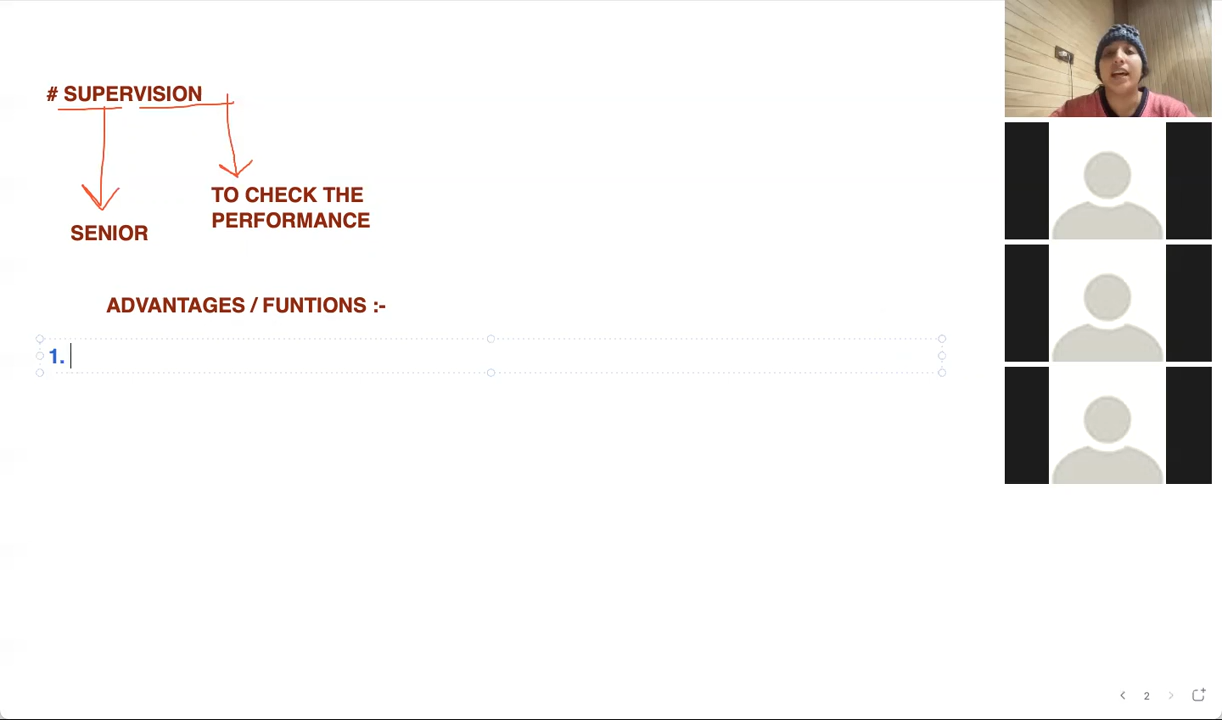 # SUPERVISION
TO CHECK THE
PERFORMANCE
SENIOR
ADVANTAGES / FUNTIONS :-
1.
2